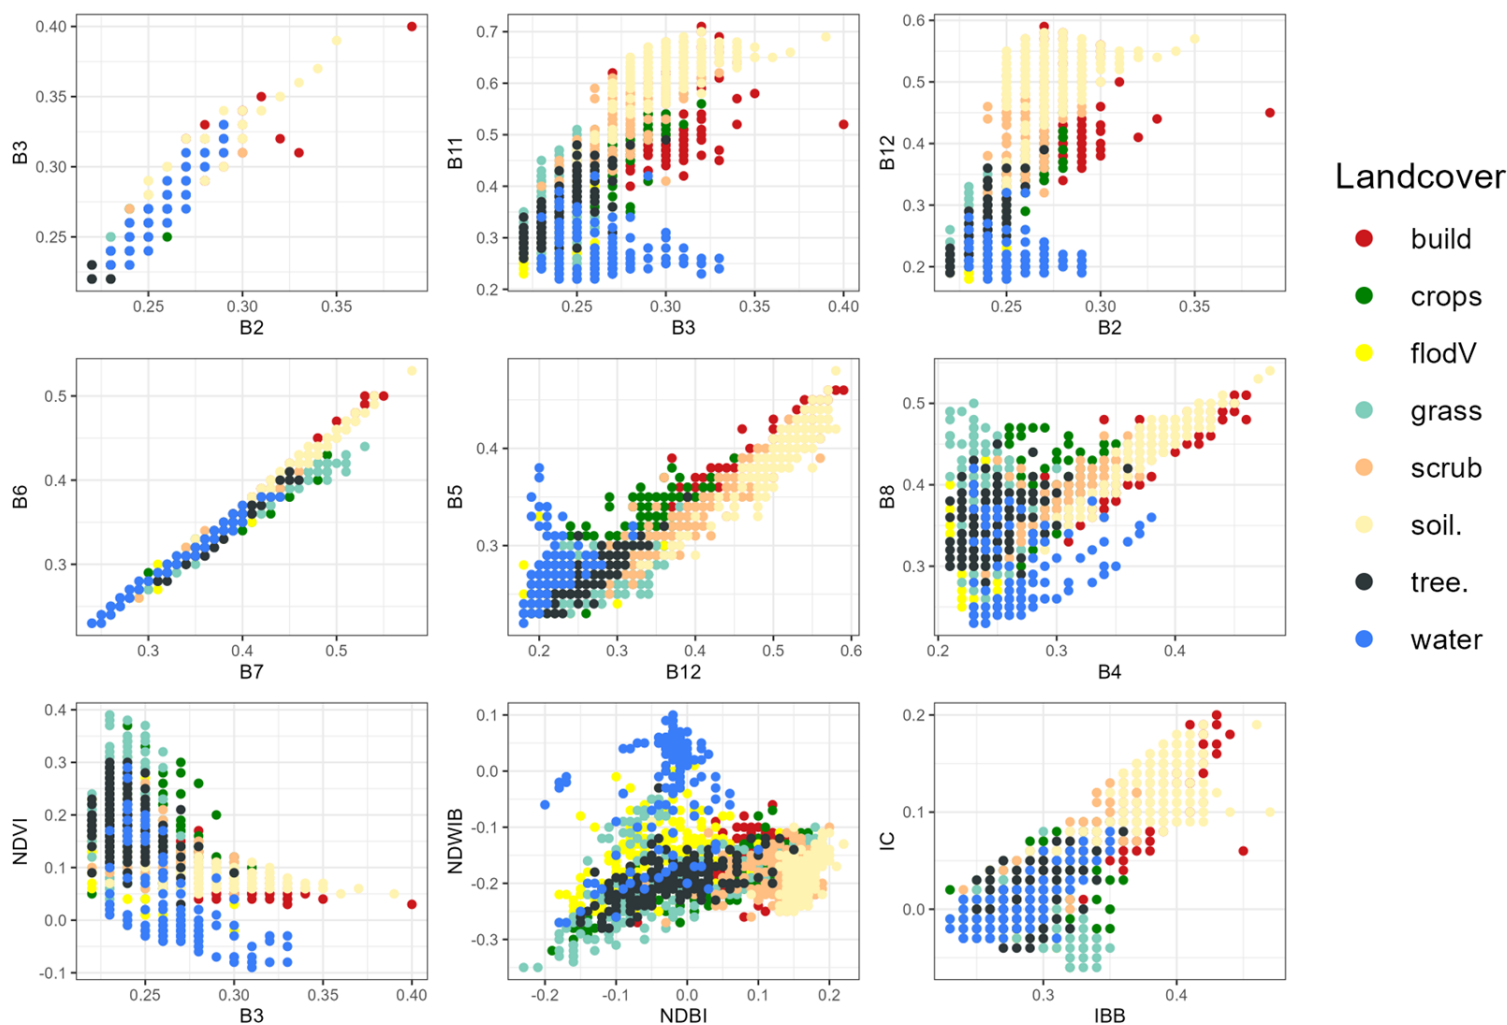 0.40
0.35
0.30
0.25
B3
0.25 0.30 0.35
B2
0.7
0.6
0.5
0.4
0.3
0.2
B11
0.25 0.30 0.35 0.40
B3
0.6
0.5
0.4
0.3
0.2
B12
0.25 0.30 0.35
B2
0.5
0.4
0.3
B6
0.3 0.4 0.5
B7
0.4
0.3
B5
0.2 0.3 0.4 0.5 0.6
B12
0.5
0.4
0.3
B8
0.2 0.3 0.4
B4
0.4
0.3
0.2
0.1
0.0
-0.1
NDVI
0.25 0.30 0.35 0.40
B3
0.1
0.0
-0.1
-0.2
-0.3
NDWIB
-0.2 -0.1 0.0 0.1 0.2
NDBI
0.2
0.1
0.0
IC
0.3 0.4
IBB
Landcover
build
crops
flodV
grass
scrub
soil.
tree.
water